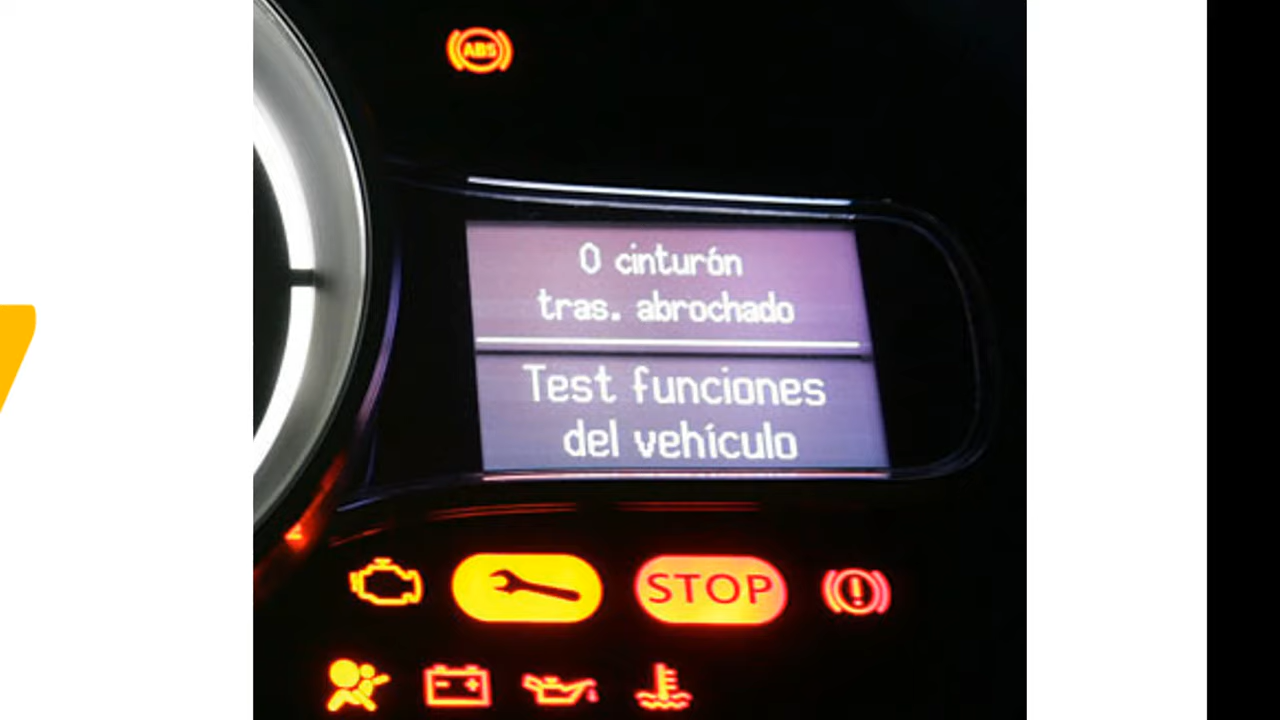 ABS
0 cinturón
tras. abrochado
Test funciones
del vehículo
STOP